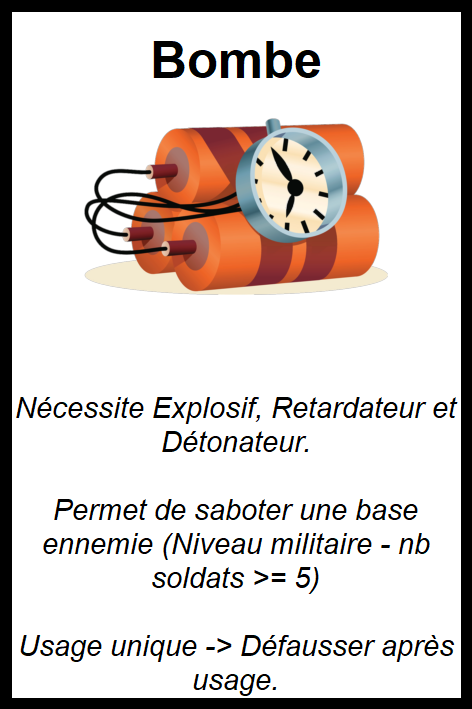 Bombe
Nécessite Explosif, Retardateur et
Détonateur.
Permet de saboter une base
ennemie (Niveau militaire - nb
soldats >= 5)
Usage unique -> Défausser après
usage.